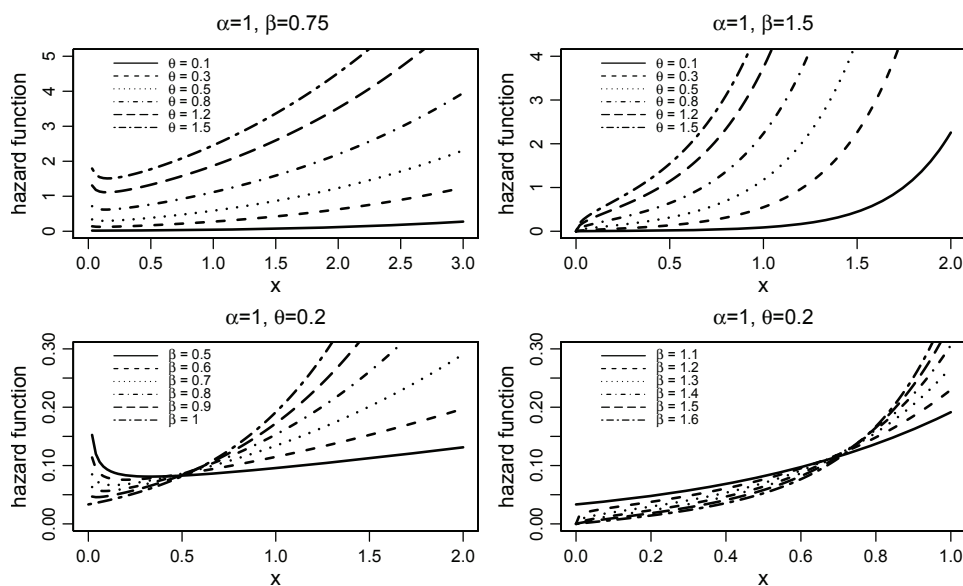 α=1, β=0.75
hazard function
0 1 2 3 4 5
θ = 0.1
θ = 0.3
θ = 0.5
θ = 0.8
θ = 1.2
θ = 1.5
0.0 0.5 1.0 1.5 2.0 2.5 3.0
x
α=1, β=1.5
hazard function
0 1 2 3 4
θ = 0.1
θ = 0.3
θ = 0.5
θ = 0.8
θ = 1.2
θ = 1.5
0.0 0.5 1.0 1.5 2.0
x
α=1, θ=0.2
hazard function
0.00 0.10 0.20 0.30
β = 0.5
β = 0.6
β = 0.7
β = 0.8
β = 0.9
β = 1
0.0 0.5 1.0 1.5 2.0
x
α=1, θ=0.2
hazard function
0.00 0.10 0.20 0.30
β = 1.1
β = 1.2
β = 1.3
β = 1.4
β = 1.5
β = 1.6
0.0 0.2 0.4 0.6 0.8 1.0
x